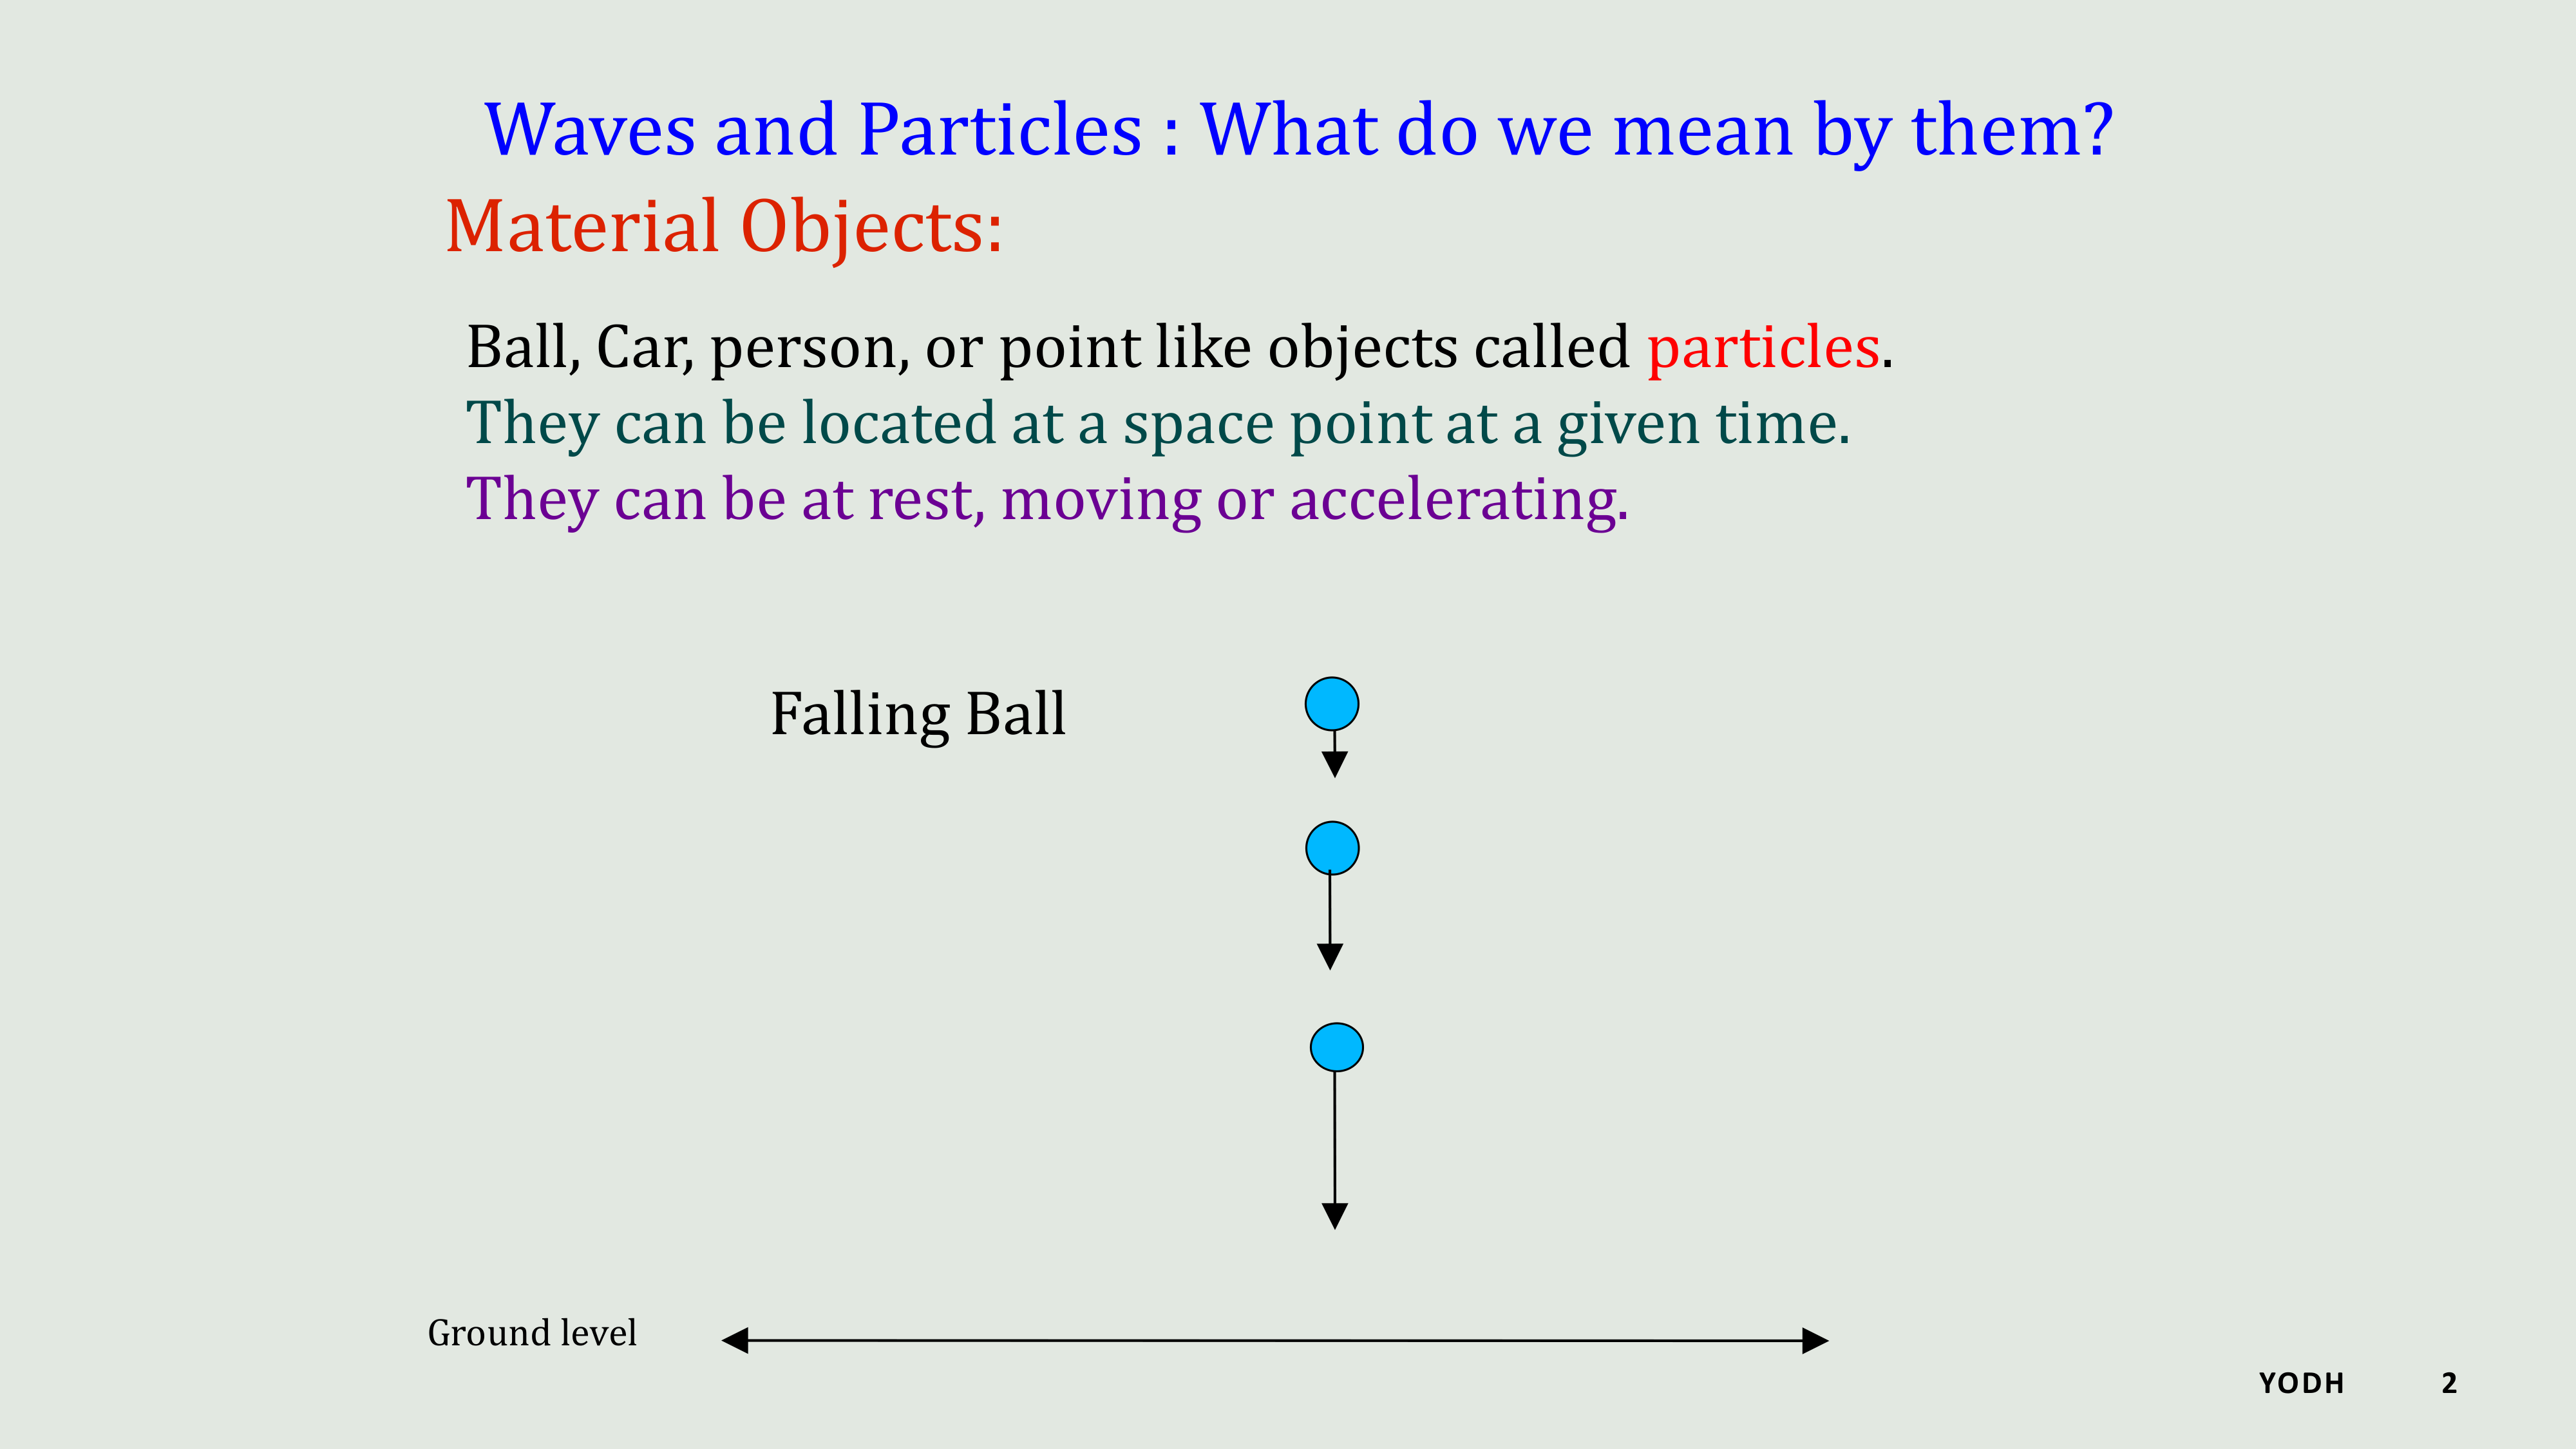 Waves and Particles : What do we mean by them?
Material Objects:
Ball, Car, person, or point like objects called particles.
They can be located at a space point at a given time.
They can be at rest, moving or accelerating.
Falling Ball
Ground level
YODH 2